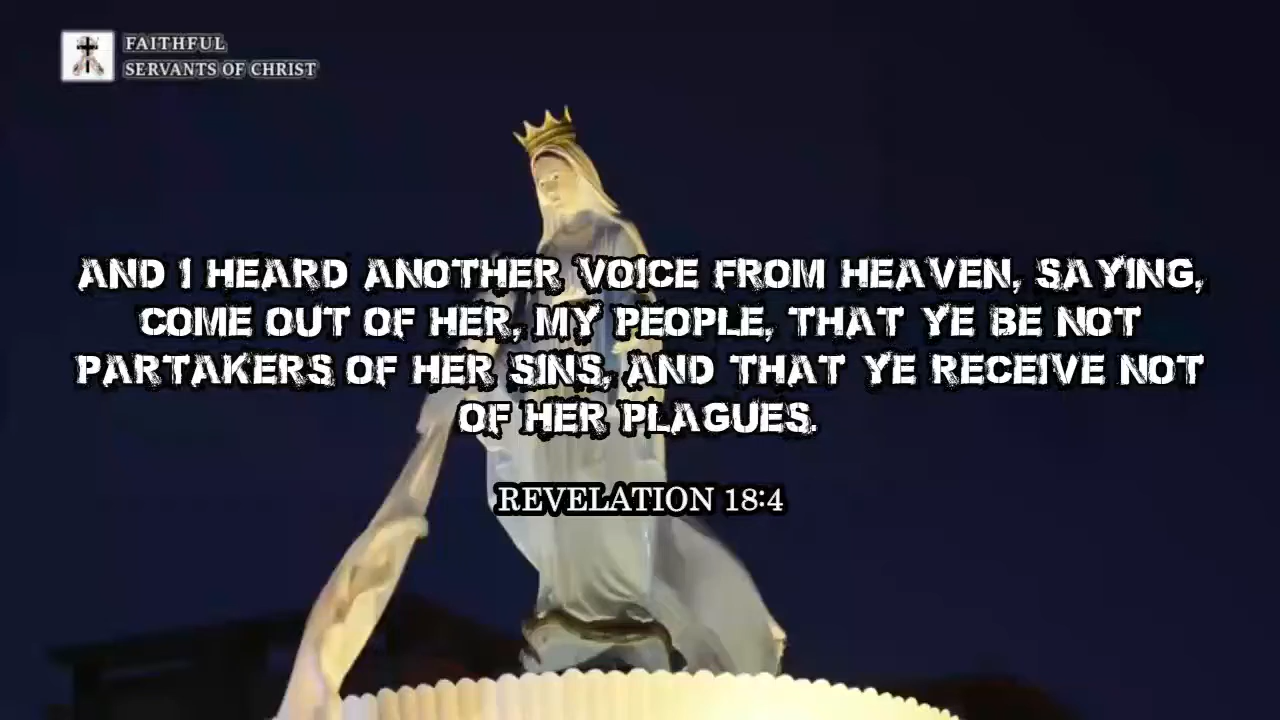 FAITHFUL
SERVANTS OF CHRIST
AND I HEARD ANOTHER VOICE FROM HEAVEN, SAYING,
COME OUT OF HER, MY PEOPLE, THAT YE BE NOT
PARTAKERS OF HER SINS, AND THAT YE RECEIVE NOT
OF HER PLAGUES.
REVELATION 18:4